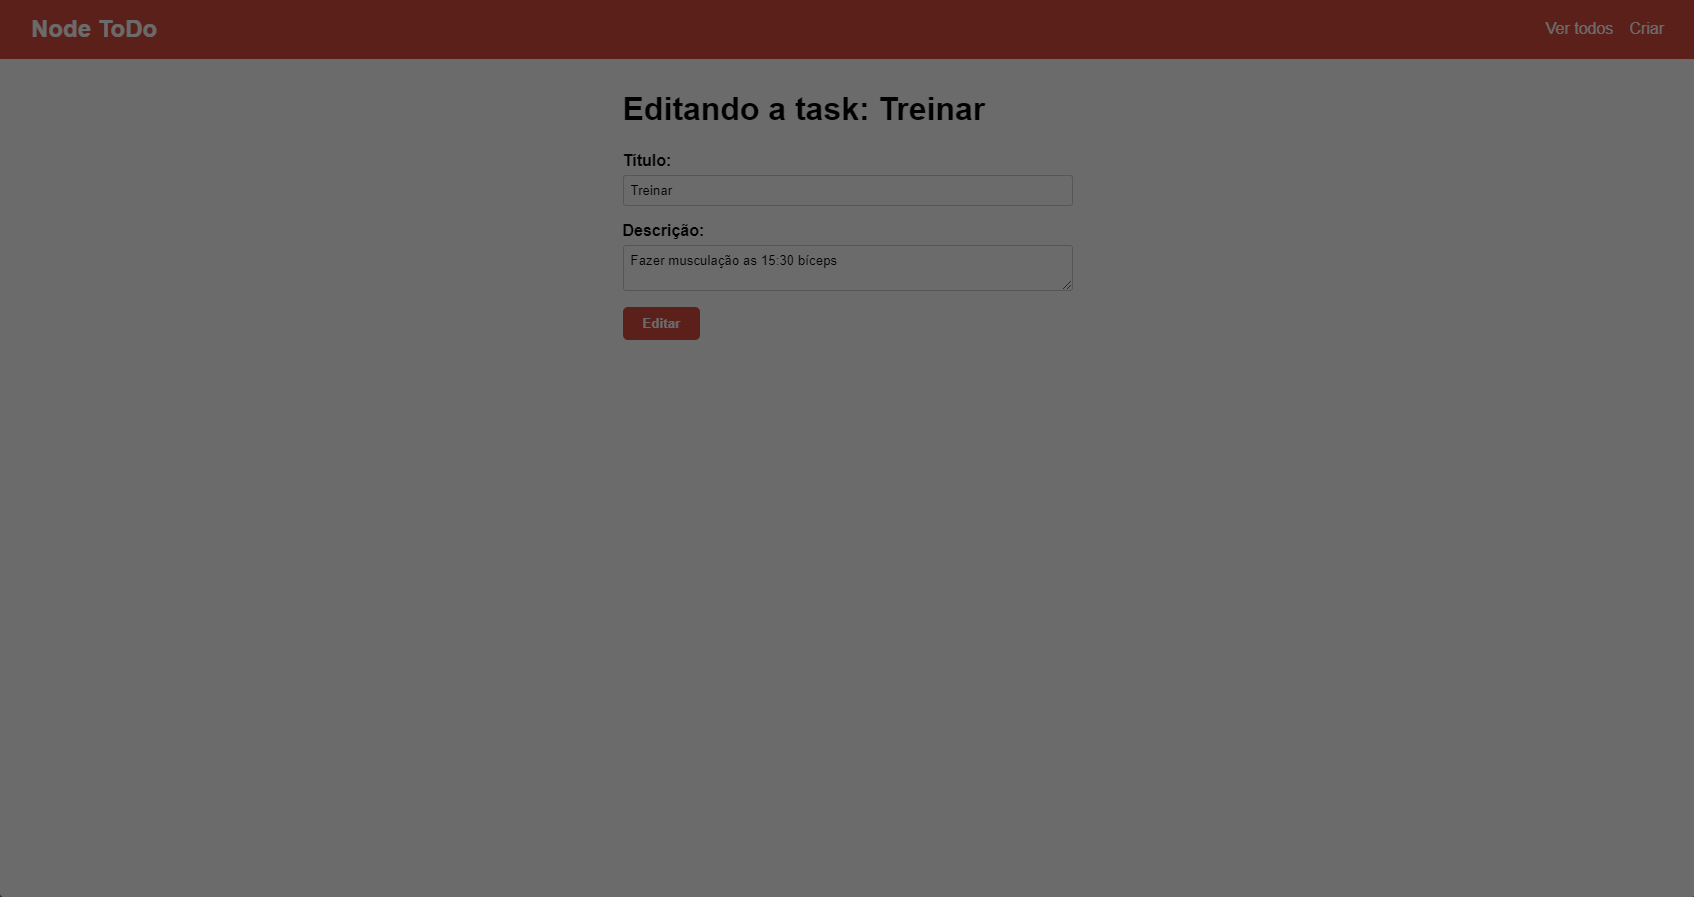 Node ToDo
Ver todos Criar
Editando a task: Treinar
Título:
Treinar
Descrição:
Fazer musculação as 15:30 bíceps
Editar